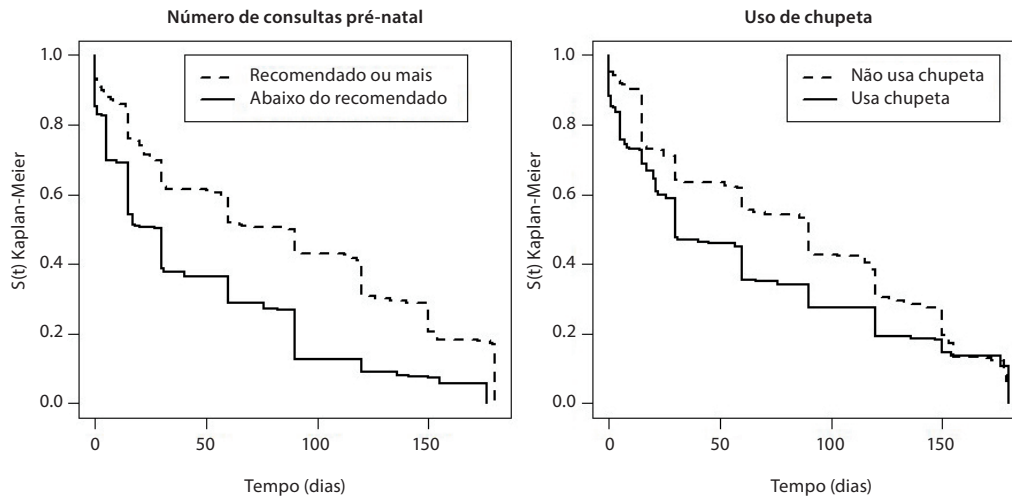 Número de consultas pré-natal
S(t) Kaplan-Meier
1.0
0.8
0.6
0.4
0.2
0.0
Recomendado ou mais
Abaixo do recomendado
0
50
100
150
Tempo (dias)
Uso de chupeta
S(t) Kaplan-Meier
1.0
0.8
0.6
0.4
0.2
0.0
Não usa chupeta
Usa chupeta
0
50
100
150
Tempo (dias)